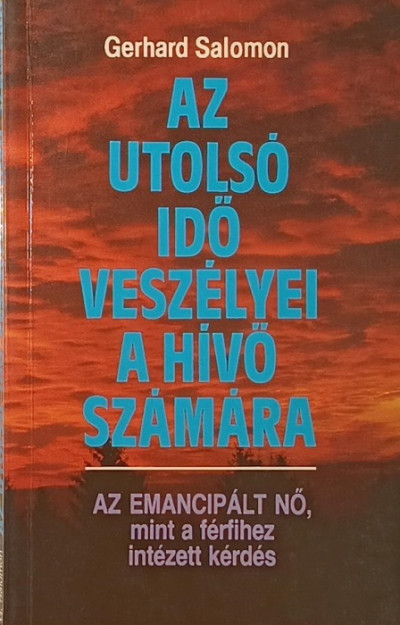 Gerhard Salomon
AZ
UTOLSÓ
IDŐ
VESZÉLYEI
A HÍVŐ
SZÁMÁRA
AZ EMANCIPÁLT NŐ,
mint a férfihez
intézett kérdés